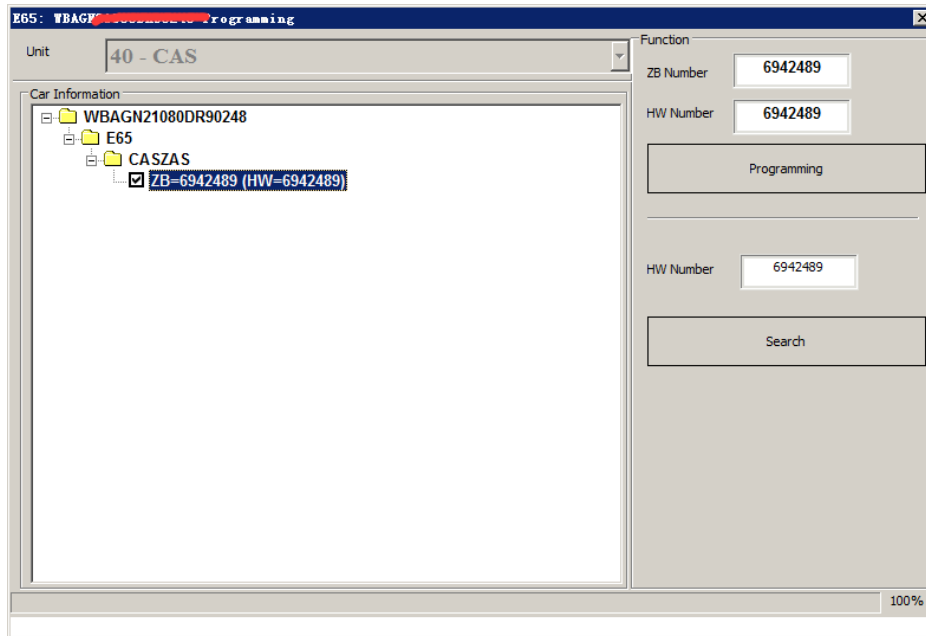 E65: Programming
Unit
40 - CAS
Car Information
WBAGN21080DR90248
E65
CASZAS
ZB=6942489 (HW=6942489)
Function
ZB Number
6942489
HW Number
6942489
Programming
HW Number
6942489
Search
100%